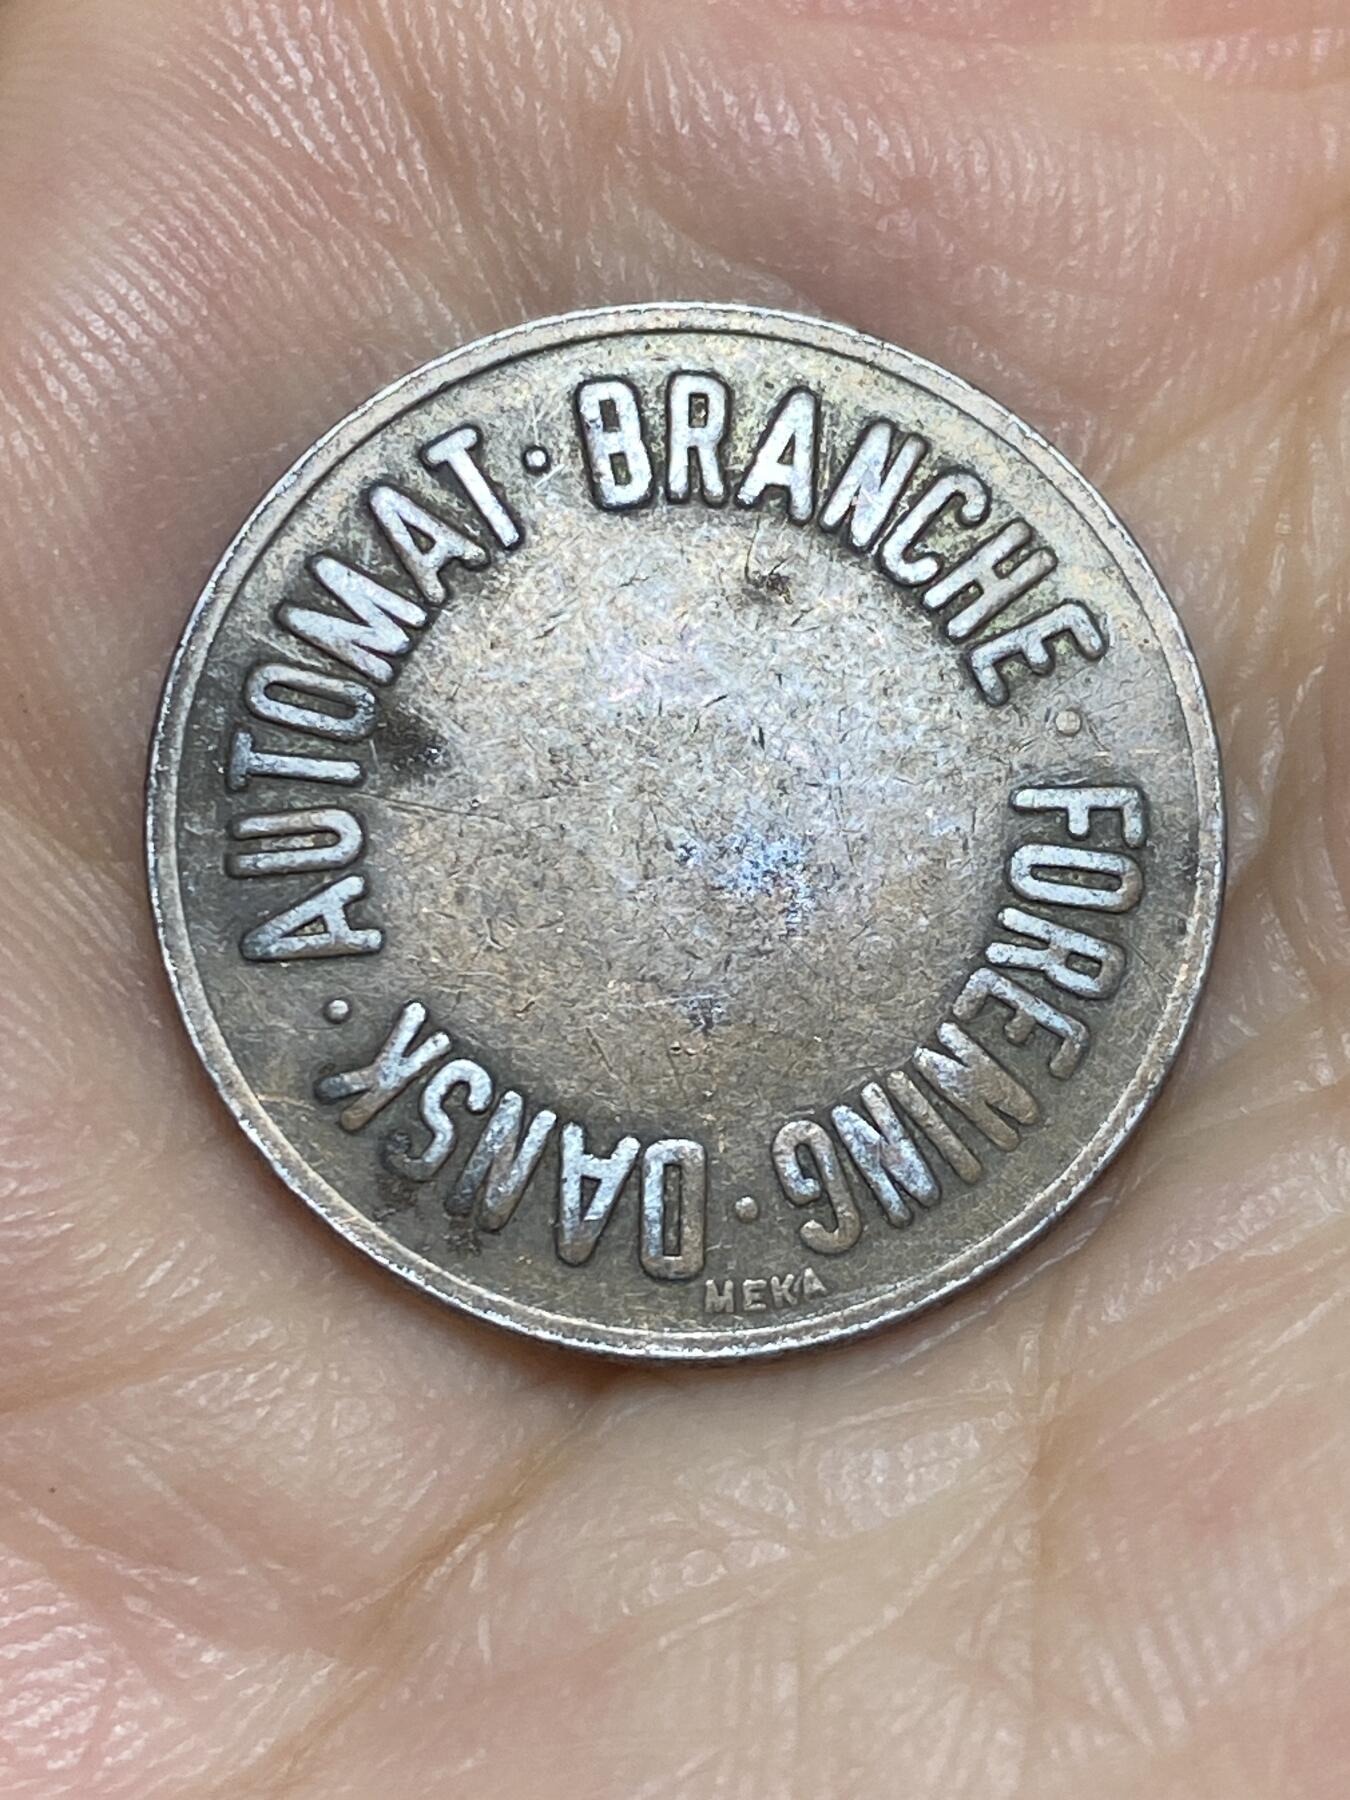 DANSK · AUTOMAT · BRANCHE · FORENING ·
MEKA